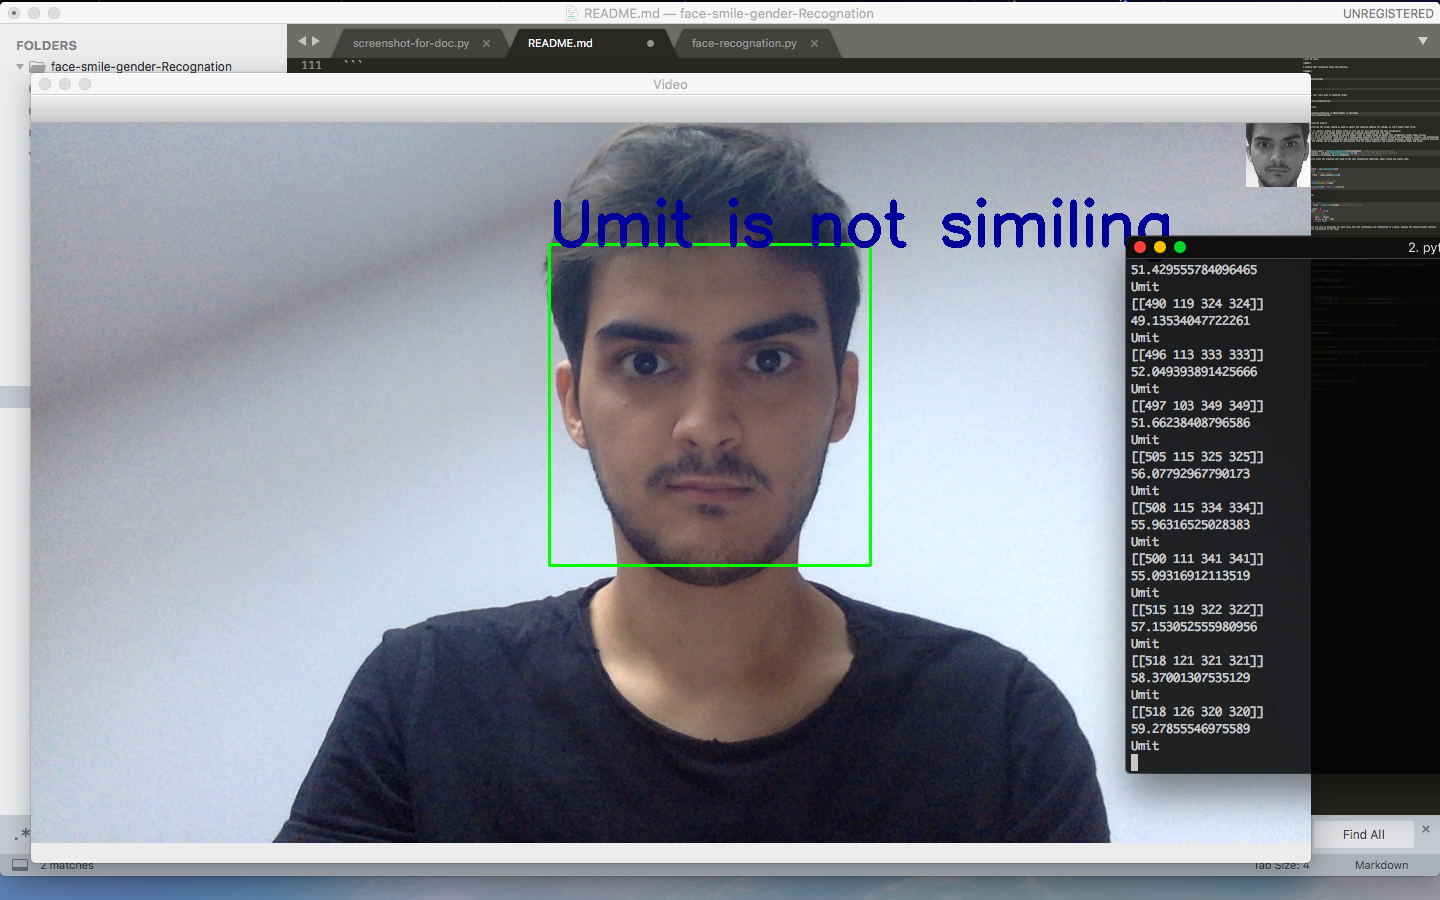 README.md — face-smile-gender-Recognation
UNREGISTERED
FOLDERS
face-smile-gender-Recognation
screenshot-for-doc.py
README.md
face-recognation.py
111 ```
Video
Umit is not similing
2. pyt
51.429555784096465
Umit
[[490 119 324 324]]
49.13534047722261
Umit
[[496 113 333 333]]
52.049393891425666
Umit
[[497 103 349 349]]
51.66238408796586
Umit
[[505 115 325 325]]
56.07792967790173
Umit
[[508 115 334 334]]
55.96316525028383
Umit
[[500 111 341 341]]
55.09316912113519
Umit
[[515 119 322 322]]
57.153052555980956
Umit
[[518 121 321 321]]
58.37001307535129
Umit
[[518 126 320 320]]
59.27855546975589
Umit
.*
Find All
2 matches
Tab Size: 4
Markdown